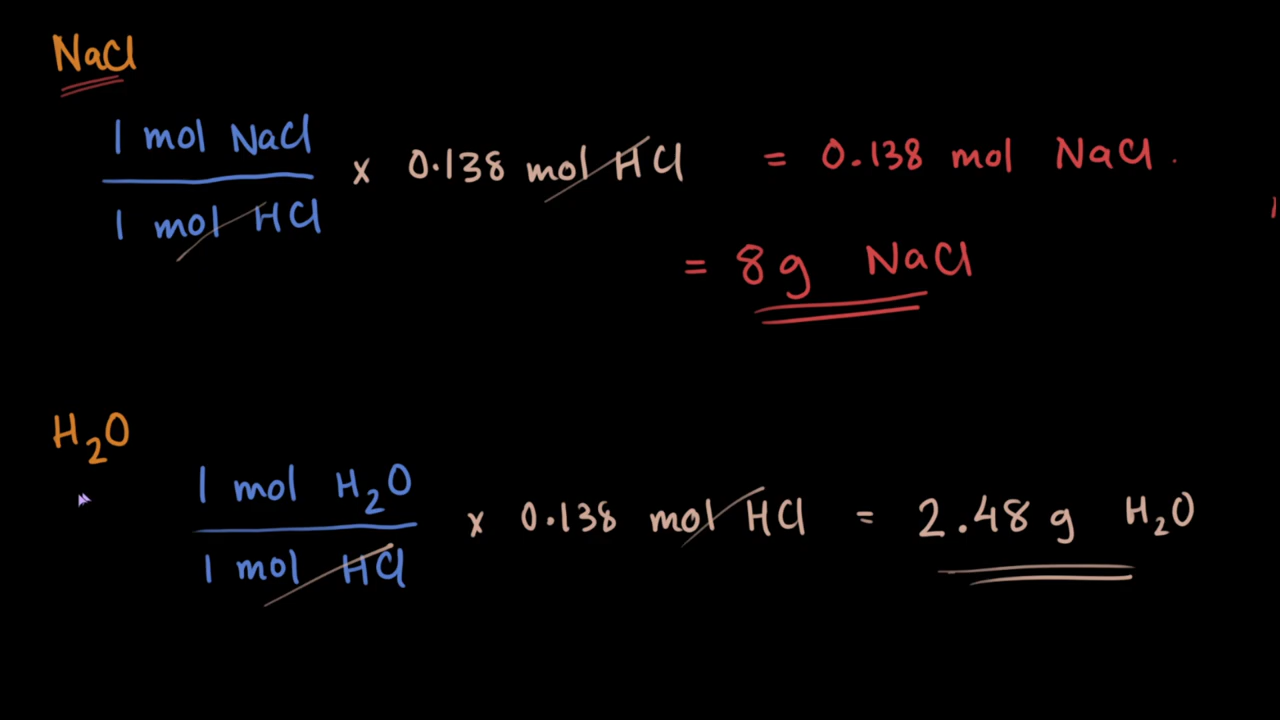 NaCl
1 mol NaCl
1 mol HCl
x 0.138 mol HCl = 0.138 mol NaCl.
= 8g NaCl
H₂O
1 mol H₂O
1 mol HCl
x 0.138 mol HCl = 2.48 g H₂O